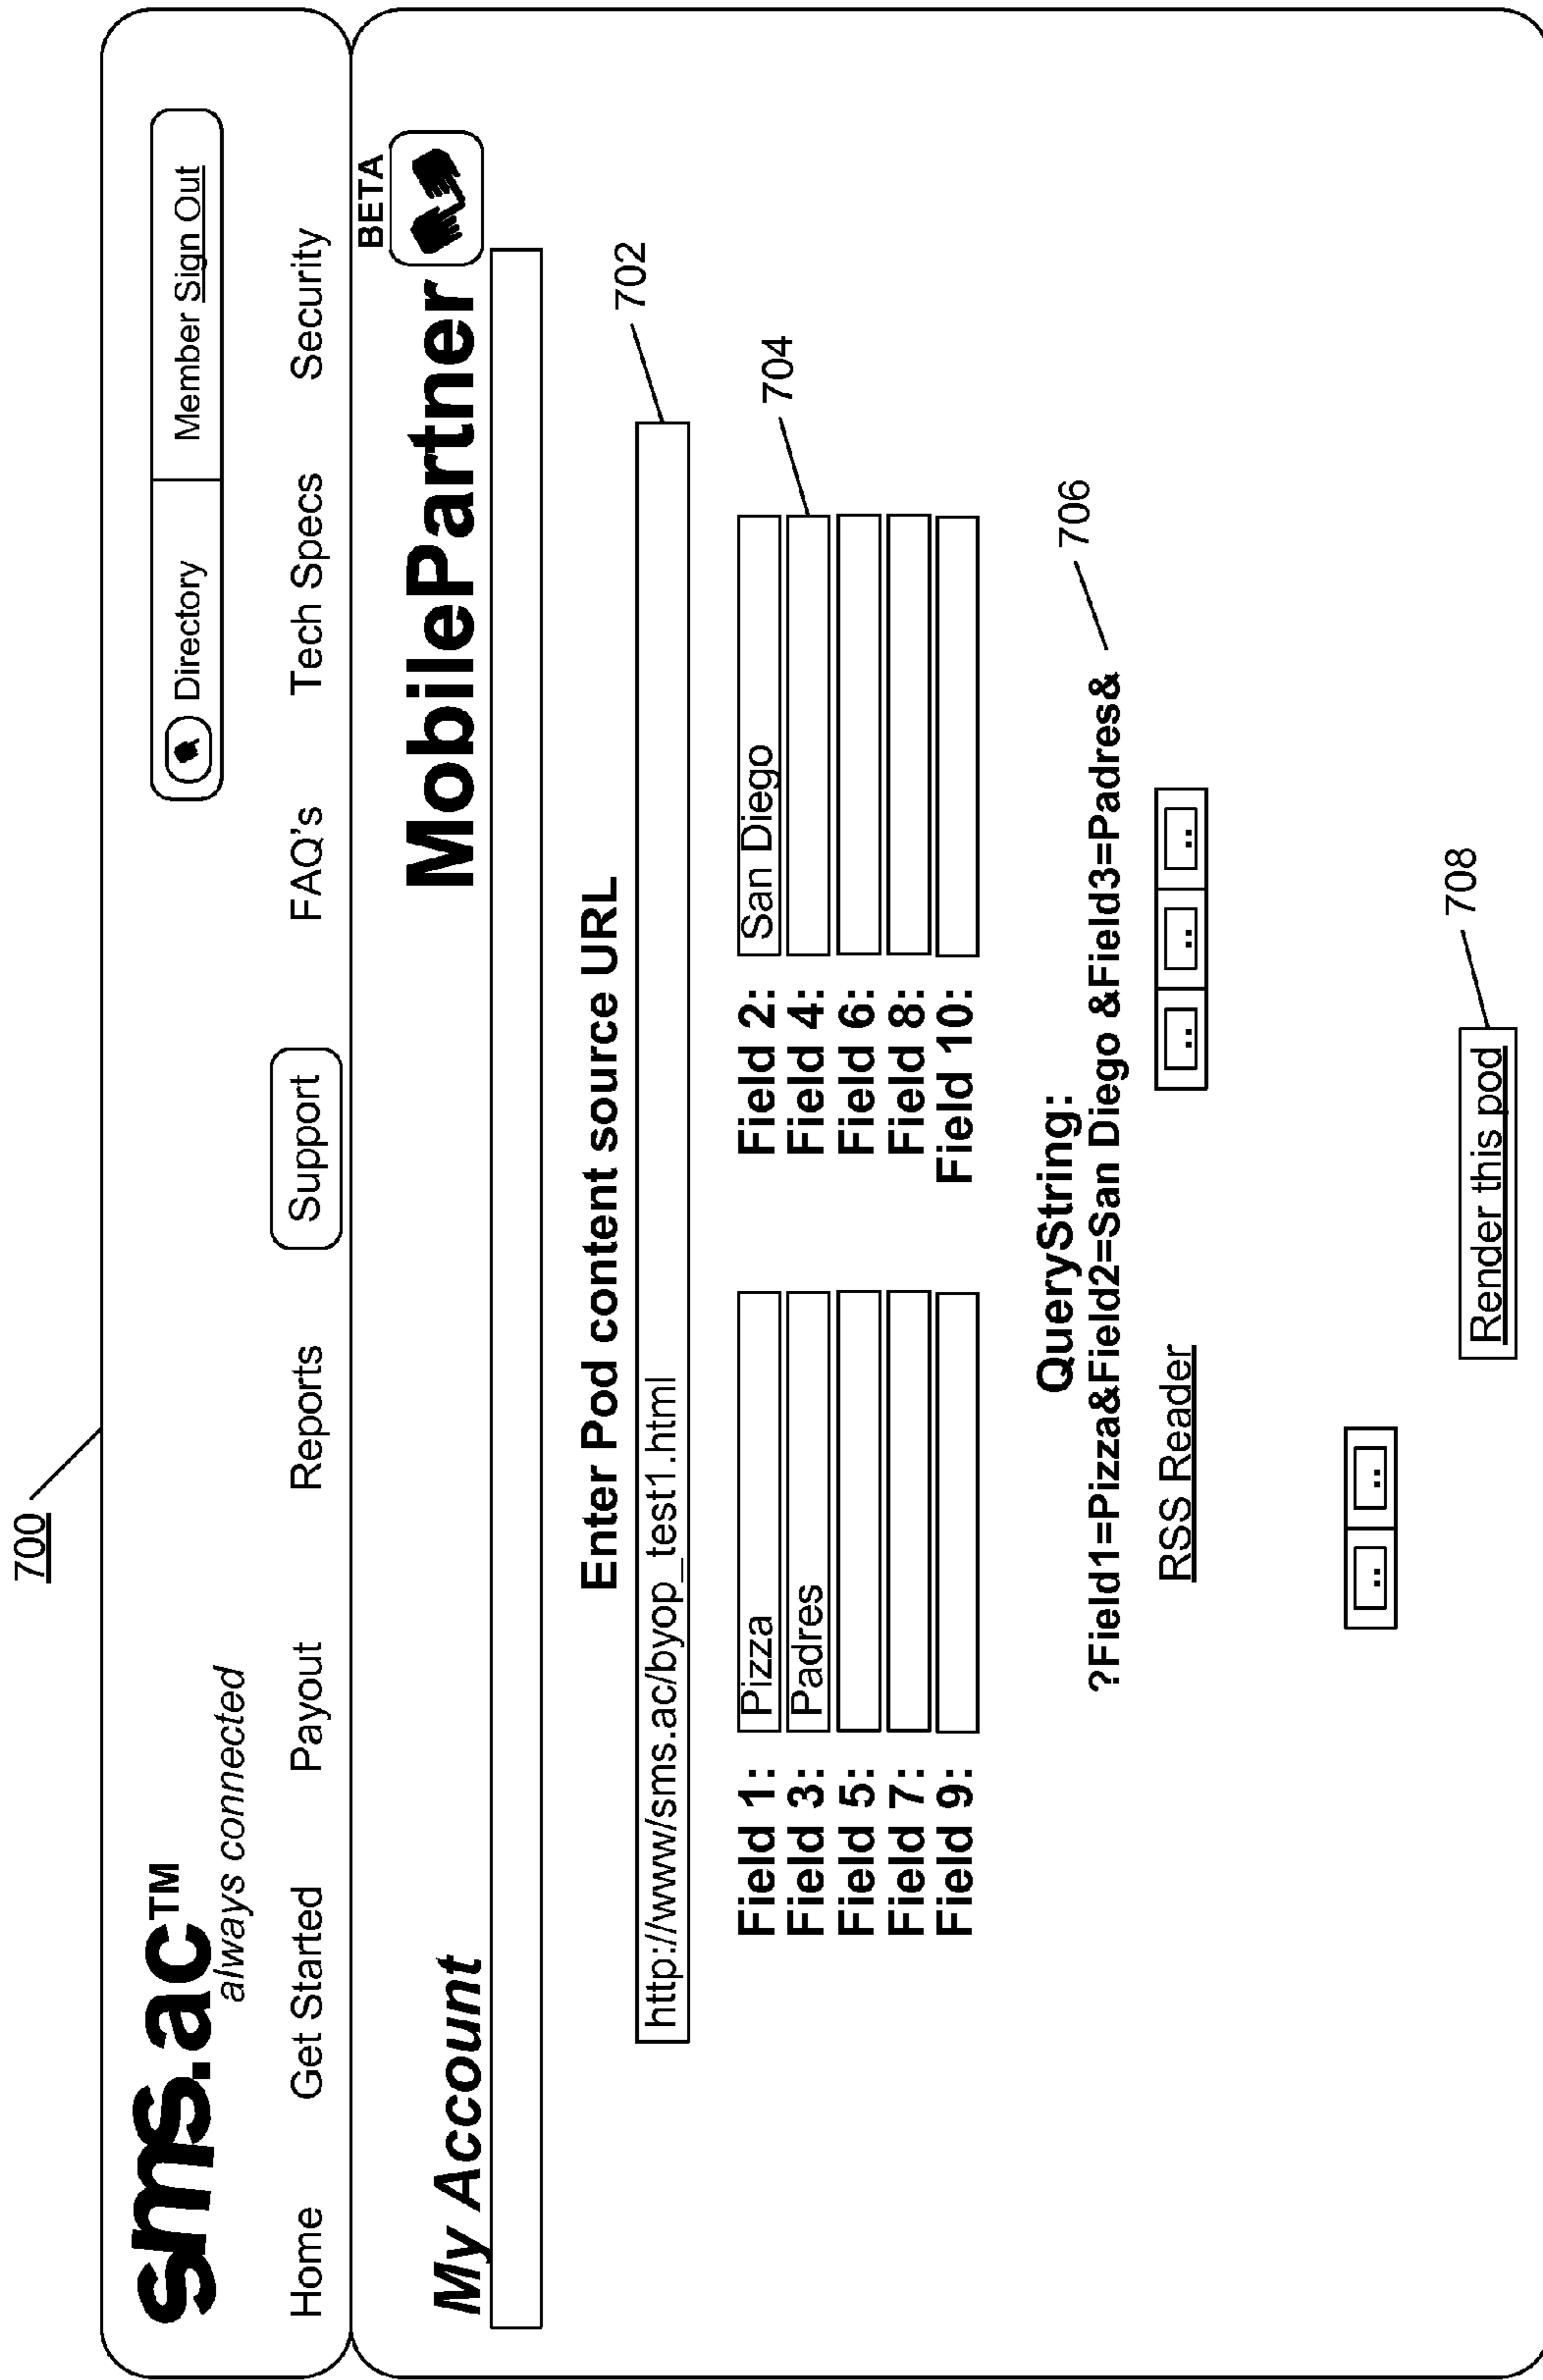 700
sms.ac™
always connected
Directory Member Sign Out
Home Get Started Payout Reports Support FAQ's Tech Specs Security
BETA
My Account MobilePartner
Enter Pod content source URL
http://www/sms.ac/byop_test1.html
702
Field 1: Pizza Field 2: San Diego
Field 3: Padres Field 4:
704
Field 5: Field 6:
Field 7: Field 8:
Field 9: Field 10:
QueryString:
?Field1=Pizza&Field2=San Diego &Field3=Padres&
706
RSS Reader .. .. ..
.. ..
Render this pod
708